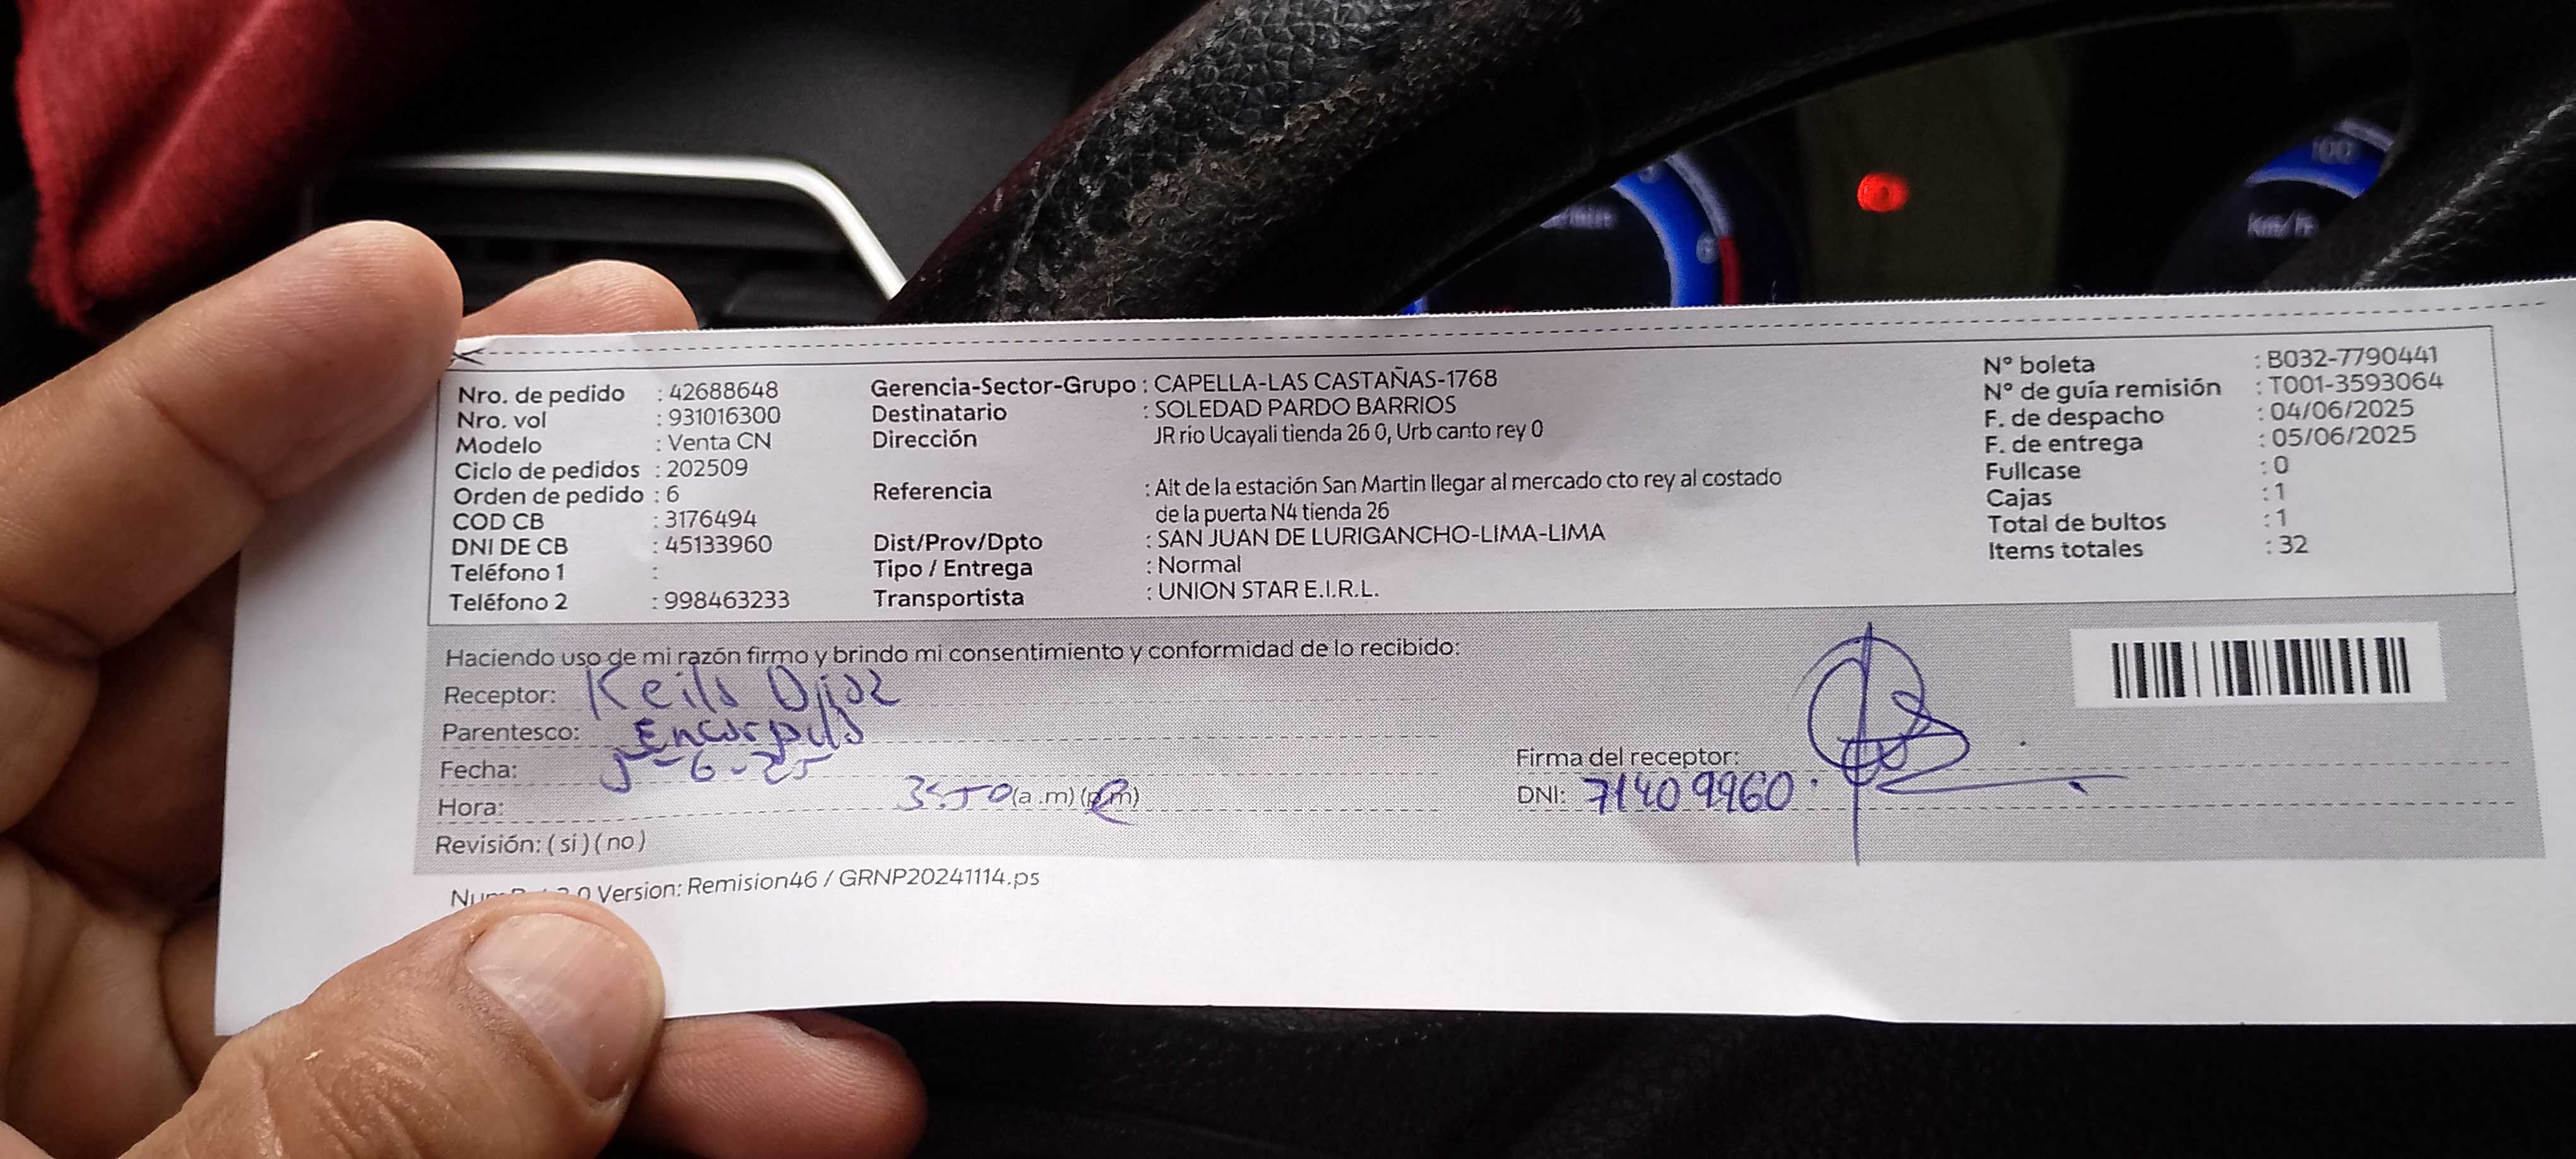 Nro. de pedido : 42688648
Nro. vol : 931016300
Modelo : Venta CN
Ciclo de pedidos : 202509
Orden de pedido : 6
COD CB : 3176494
DNI DE CB : 45133960
Teléfono 1 :
Teléfono 2 : 998463233
Gerencia-Sector-Grupo : CAPELLA-LAS CASTAÑAS-1768
Destinatario : SOLEDAD PARDO BARRIOS
Dirección JR río Ucayali tienda 26 0, Urb canto rey 0
Referencia : Alt de la estación San Martin llegar al mercado cto rey al costado
de la puerta N4 tienda 26
Dist/Prov/Dpto : SAN JUAN DE LURIGANCHO-LIMA-LIMA
Tipo / Entrega : Normal
Transportista : UNION STAR E.I.R.L.
N° boleta : B032-7790441
N° de guía remisión : T001-3593064
F. de despacho : 04/06/2025
F. de entrega : 05/06/2025
Fullcase : 0
Cajas : 1
Total de bultos : 1
Items totales : 32
Haciendo uso de mi razón firmo y brindo mi consentimiento y conformidad de lo recibido:
Receptor:
Parentesco:
Fecha: 5-6-25
Hora: (a.m) (p.m)
Revisión: ( si ) ( no )
Firma del receptor:
DNI: 71409960
Version: Remision46 / GRNP20241114.ps
100
Km/h